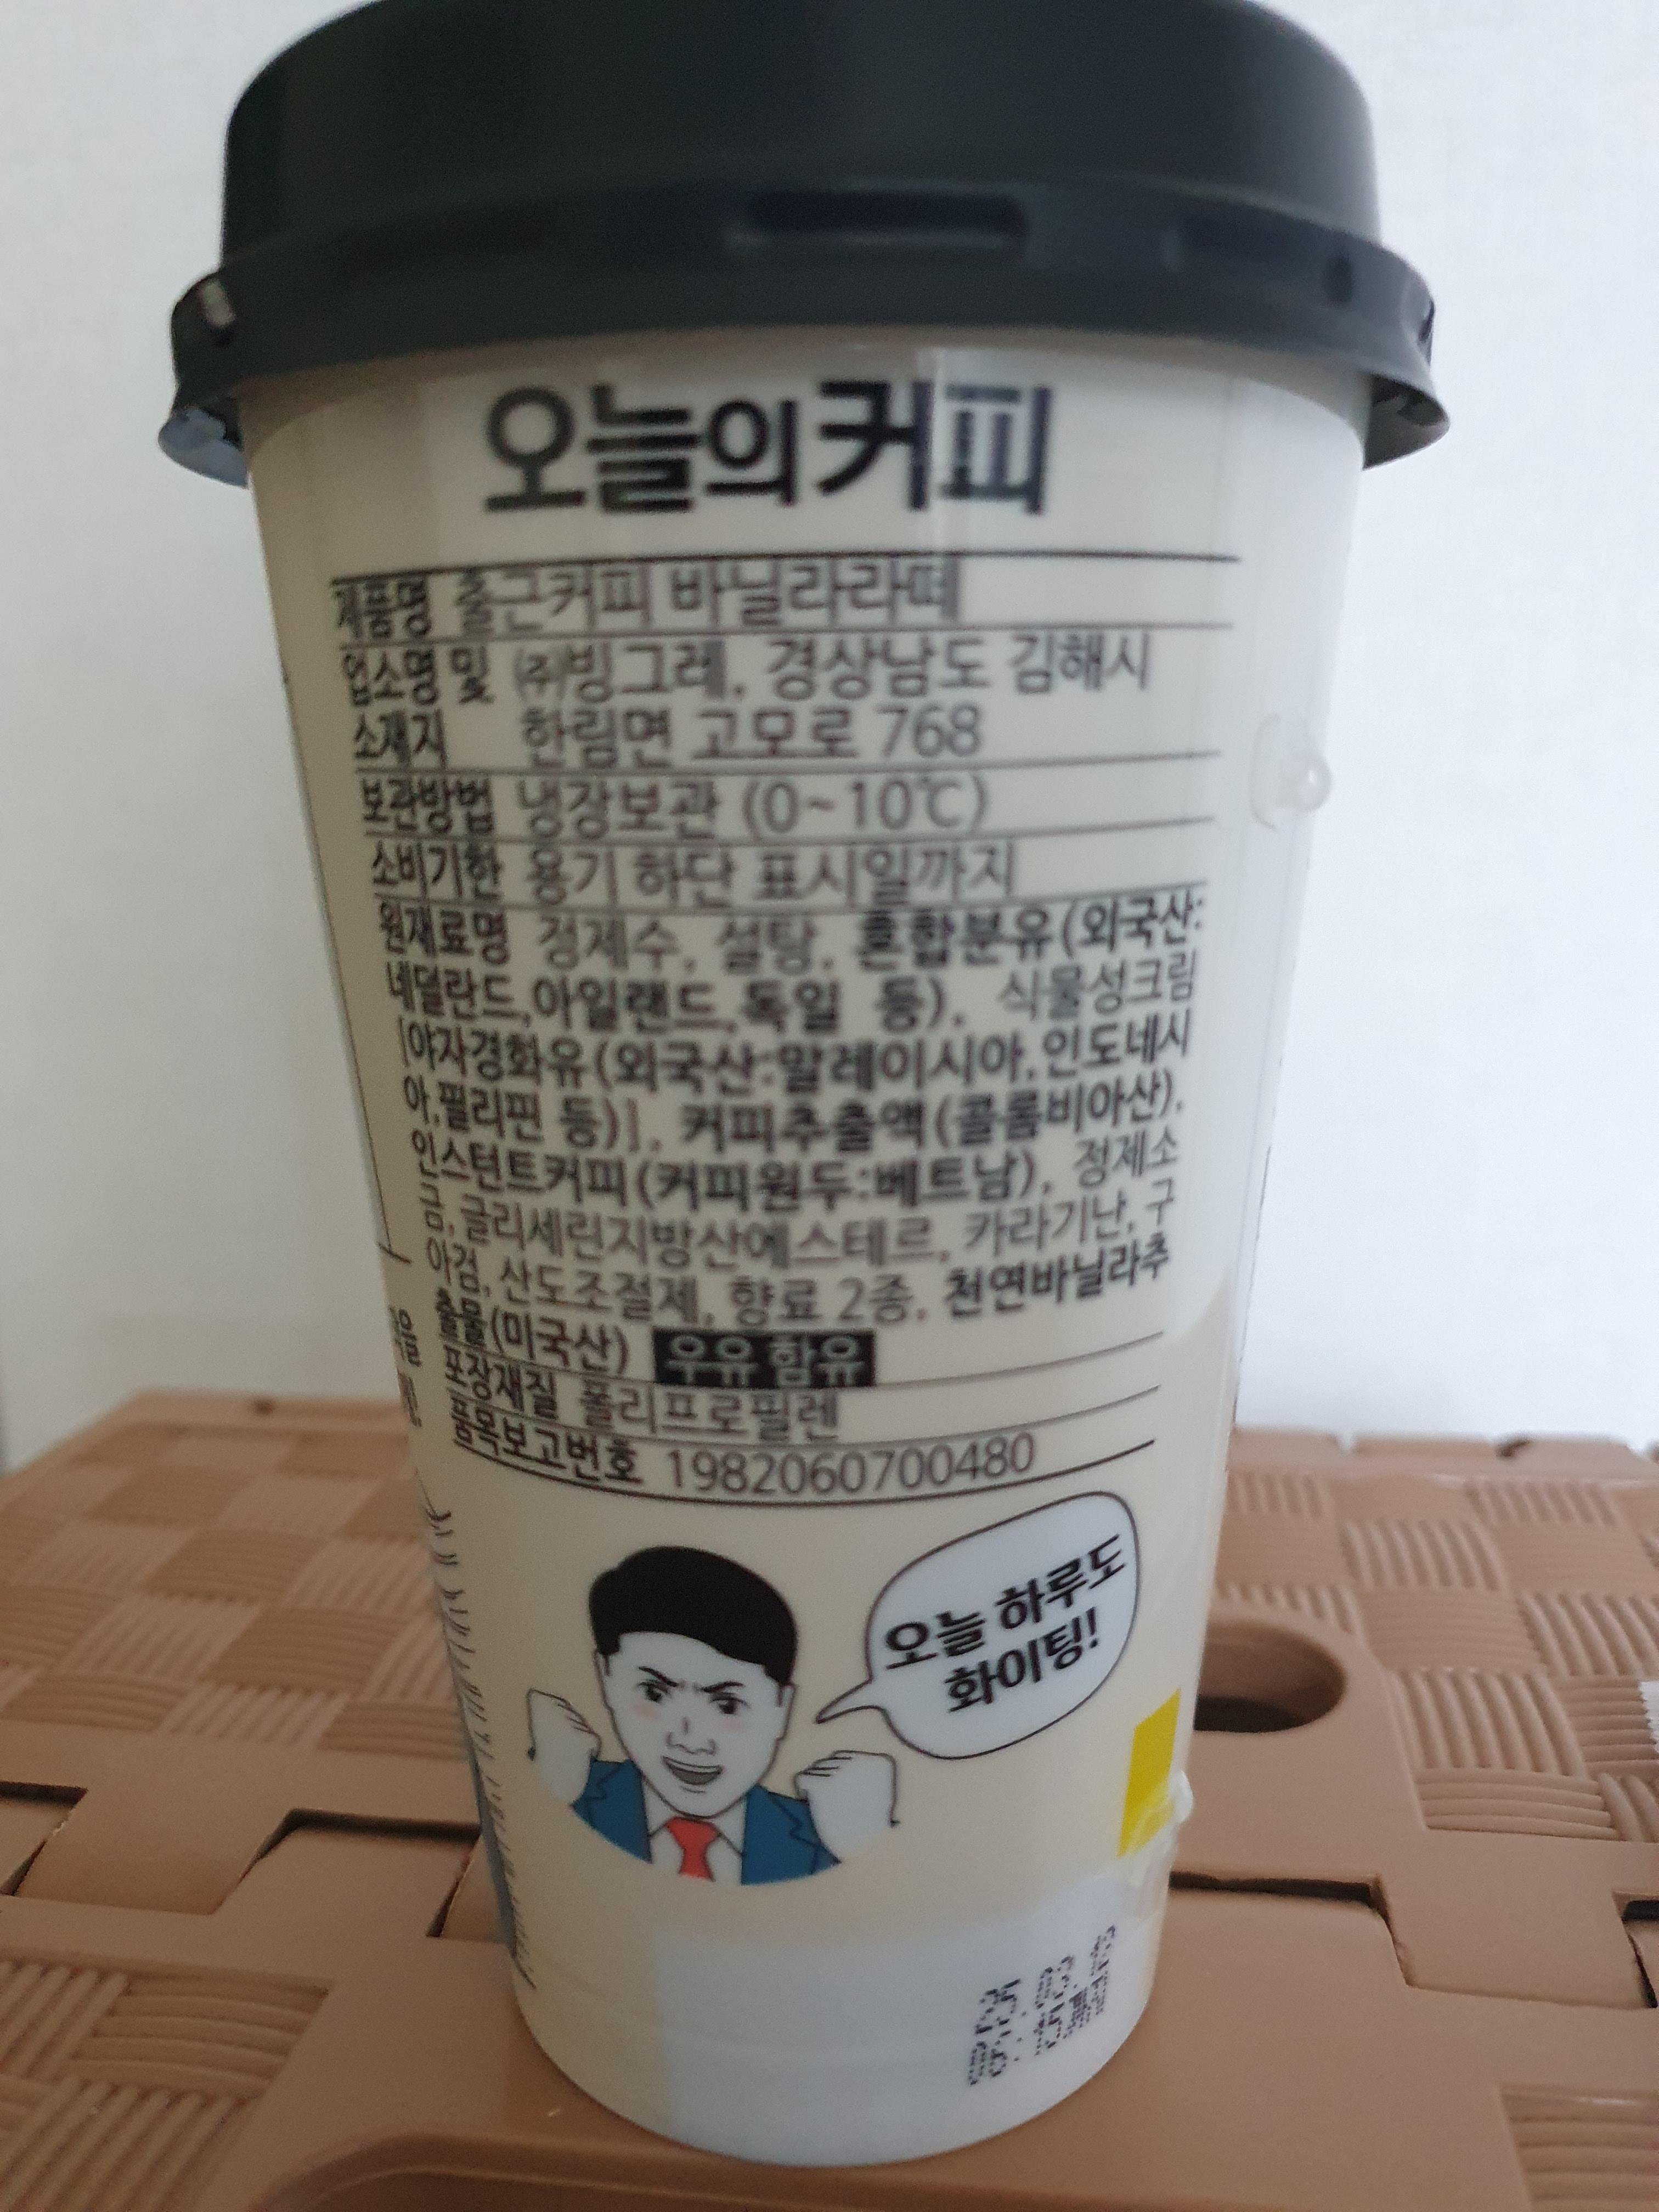 오늘의커피
제품명 출근커피 바닐라라떼
업소명 및 ㈜빙그레, 경상남도 김해시
소재지 한림면 고모로 768
보관방법 냉장보관 (0~10℃)
소비기한 용기 하단 표시일까지
원재료명 정제수, 설탕, 혼합분유(외국산:
네덜란드,아일랜드,독일 등), 식물성크림
[야자경화유(외국산:말레이시아,인도네시
아,필리핀 등)], 커피추출액(콜롬비아산),
인스턴트커피(커피원두:베트남), 정제소
금, 글리세린지방산에스테르, 카라기난, 구
아검, 산도조절제, 향료 2종, 천연바닐라추
출물(미국산) 우유 함유
포장재질 폴리프로필렌
품목보고번호 1982060700480
오늘 하루도
화이팅!